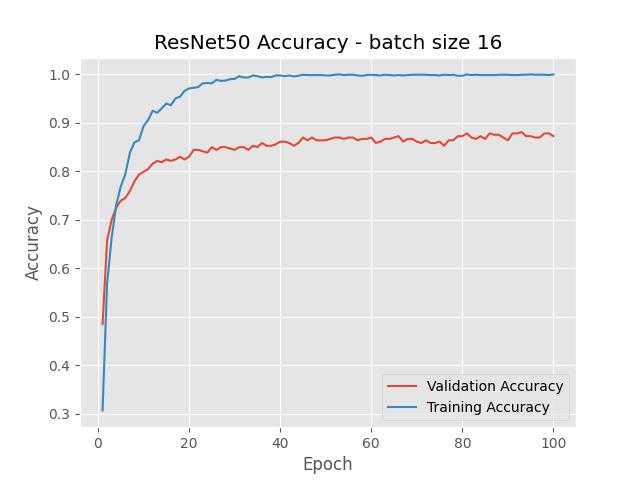 ResNet50 Accuracy - batch size 16
1.0
0.9
0.8
0.7
0.6
0.5
0.4
0.3
Accuracy
0
20
40
60
80
100
Epoch
Validation Accuracy
Training Accuracy